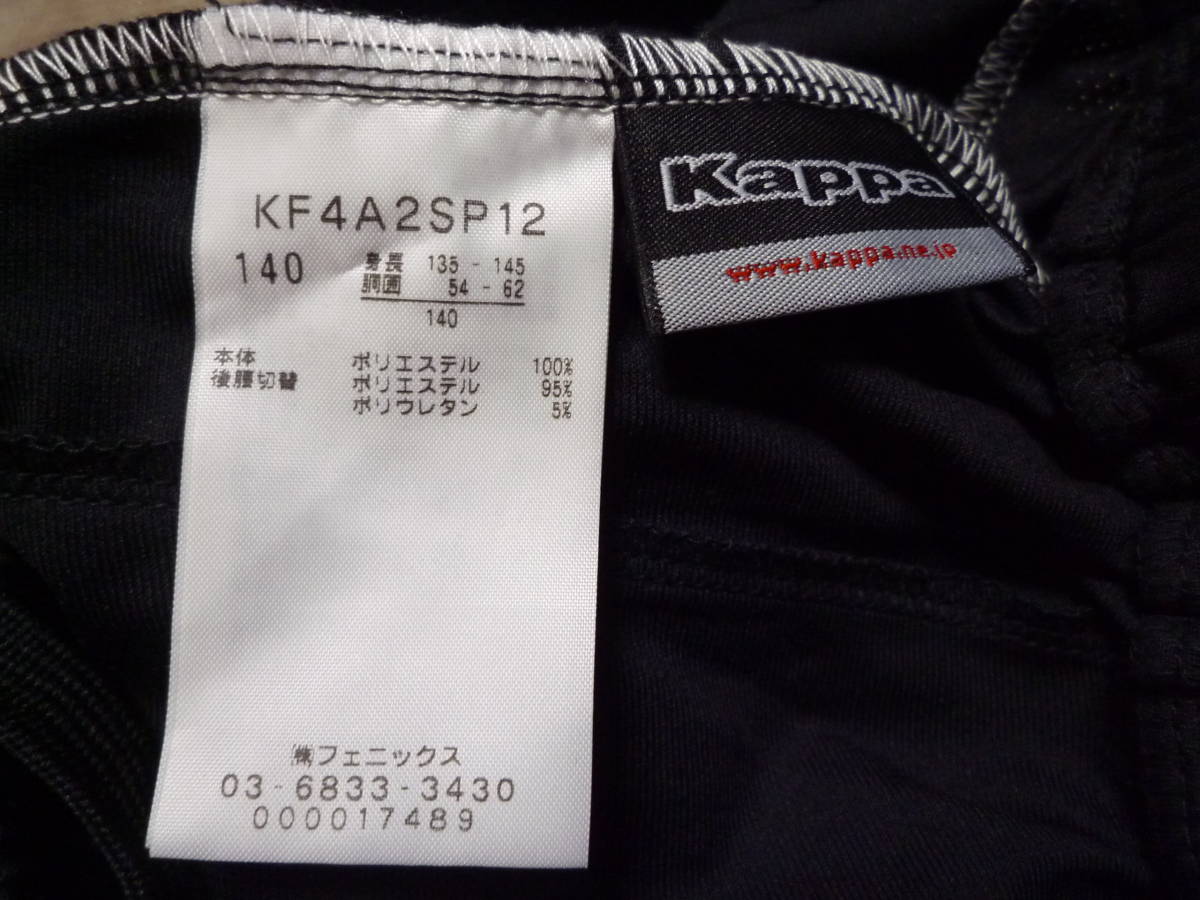 KF4A2SP12
140
身長 135 - 145
胴囲 54 - 62
140
本体 ポリエステル 100%
後腰切替 ポリエステル 95%
ポリウレタン 5%
㈱フェニックス
03-6833-3430
000017489
Kappa
www.kappa.ne.jp